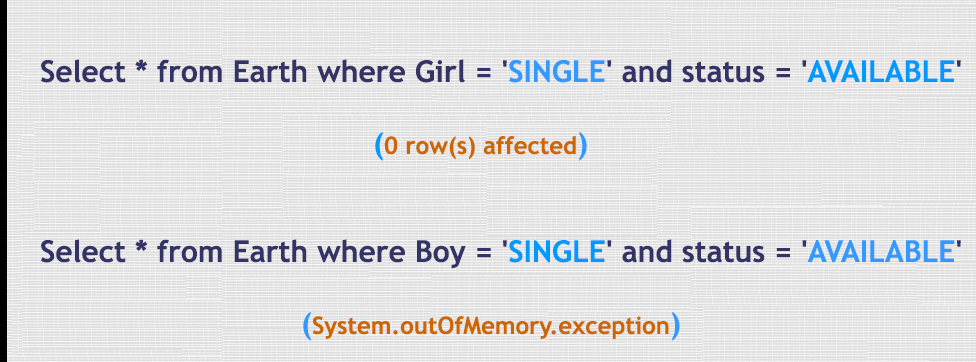 Select * from Earth where Girl = 'SINGLE' and status = 'AVAILABLE'
(0 row(s) affected)
Select * from Earth where Boy = 'SINGLE' and status = 'AVAILABLE'
(System.outOfMemory.exception)